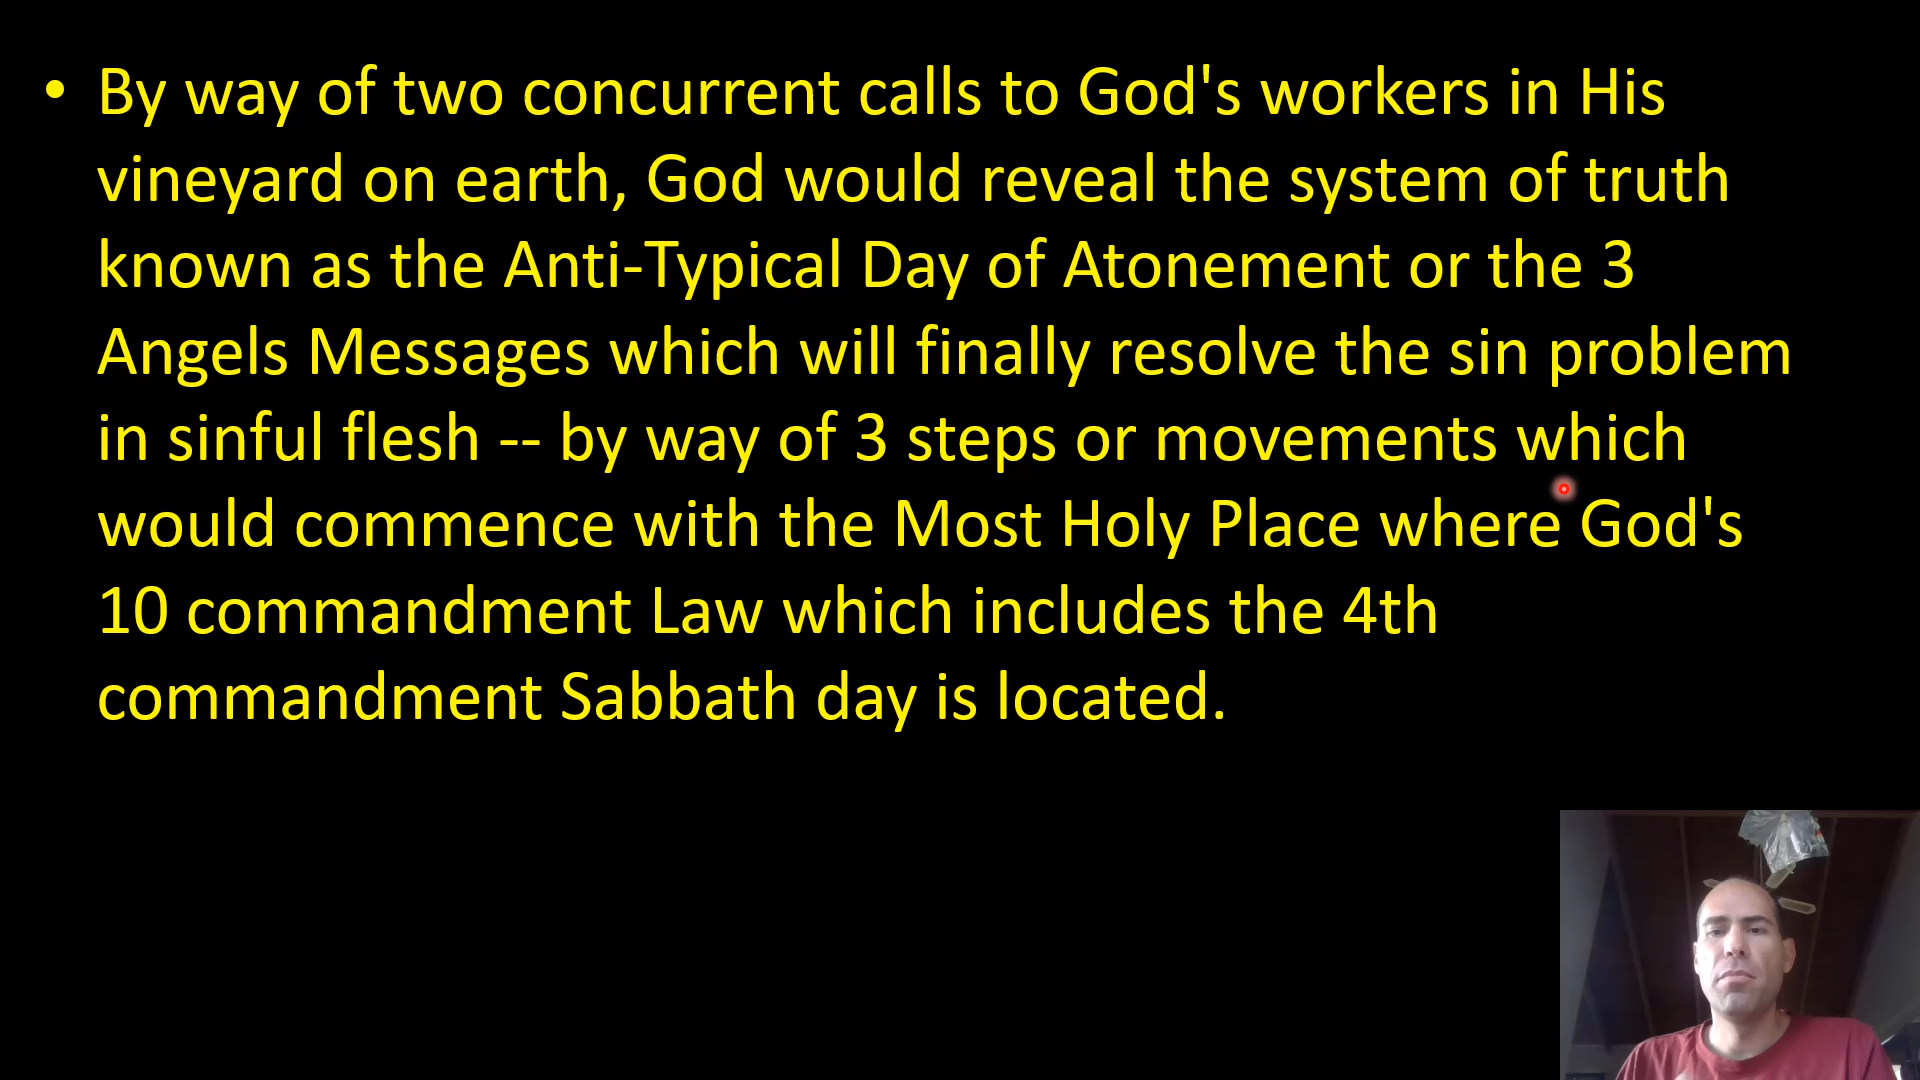 • By way of two concurrent calls to God's workers in His
vineyard on earth, God would reveal the system of truth
known as the Anti-Typical Day of Atonement or the 3
Angels Messages which will finally resolve the sin problem
in sinful flesh -- by way of 3 steps or movements which
would commence with the Most Holy Place where God's
10 commandment Law which includes the 4th
commandment Sabbath day is located.